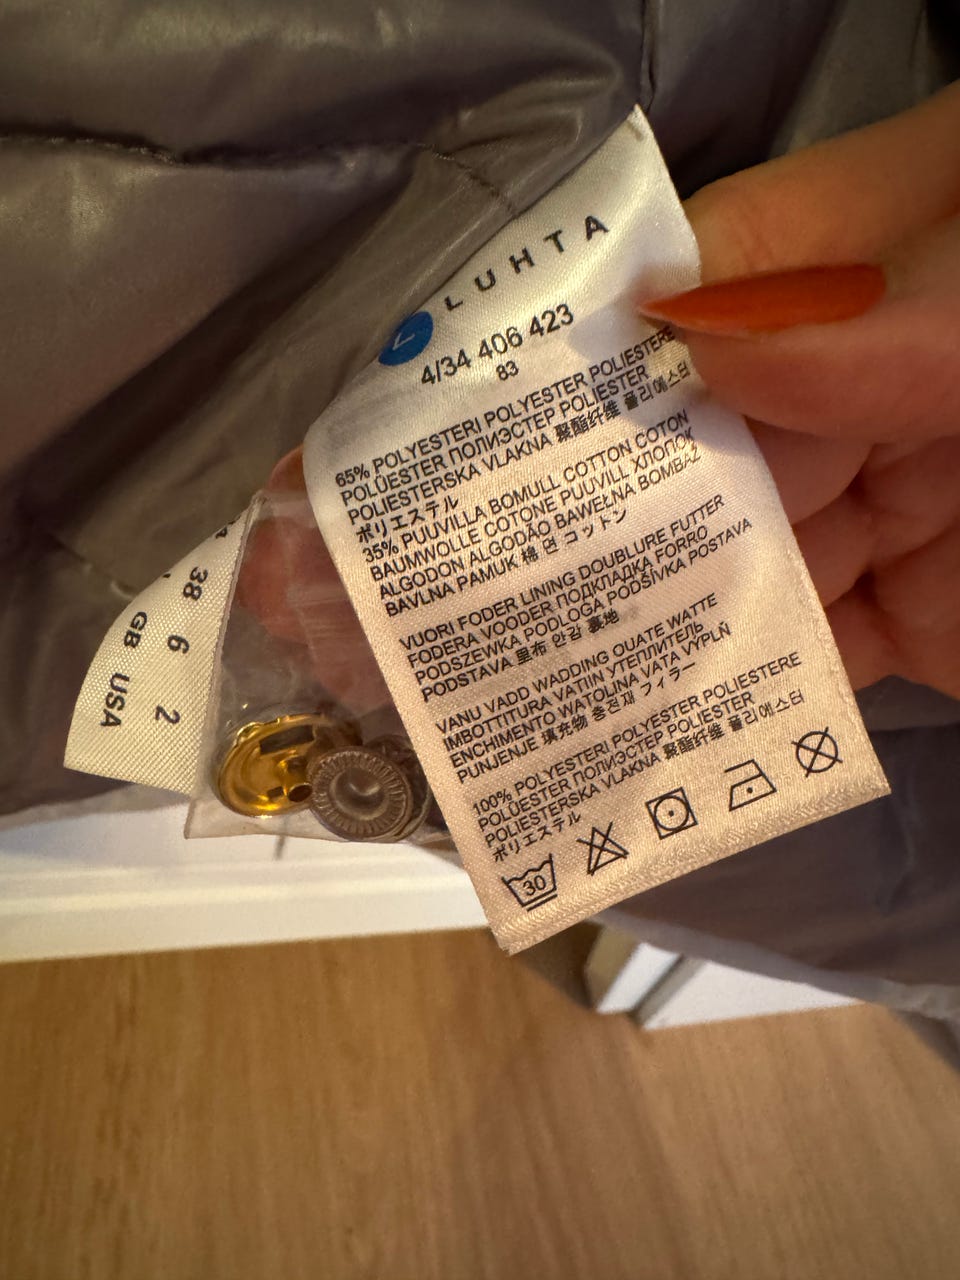 LUHTA
4/34 406 423
83
65% POLYESTERI POLYESTER POLIESTERE
POLÜESTER ПОЛИЭСТЕР POLIESTER
POLIESTERSKA VLAKNA 聚酯纤维 폴리에스터
ポリエステル
35% PUUVILLA BOMULL COTTON COTON
BAUMWOLLE COTONE PUUVILL ХЛОПОК
ALGODON ALGODÃO BAWEŁNA BOMBAŽ
BAVLNA PAMUK 棉 면 コットン
VUORI FODER LINING DOUBLURE FUTTER
FODERA VOODER ПОДКЛАДКА FORRO
PODSZEWKA PODLOGA PODŠÍVKA POSTAVA
PODSTAVA 里布 안감 裏地
VANU VADD WADDING OUATE WATTE
IMBOTTITURA VATIIN УТЕПЛИТЕЛЬ
ENCHIMENTO WATOLINA VATA VÝPLŇ
PUNJENJE 填充物 충전재 フィラー
100% POLYESTERI POLYESTER POLIESTERE
POLÜESTER ПОЛИЭСТЕР POLIESTER
POLIESTERSKA VLAKNA 聚酯纤维 폴리에스터
ポリエステル
30
38
6 GB
2 USA